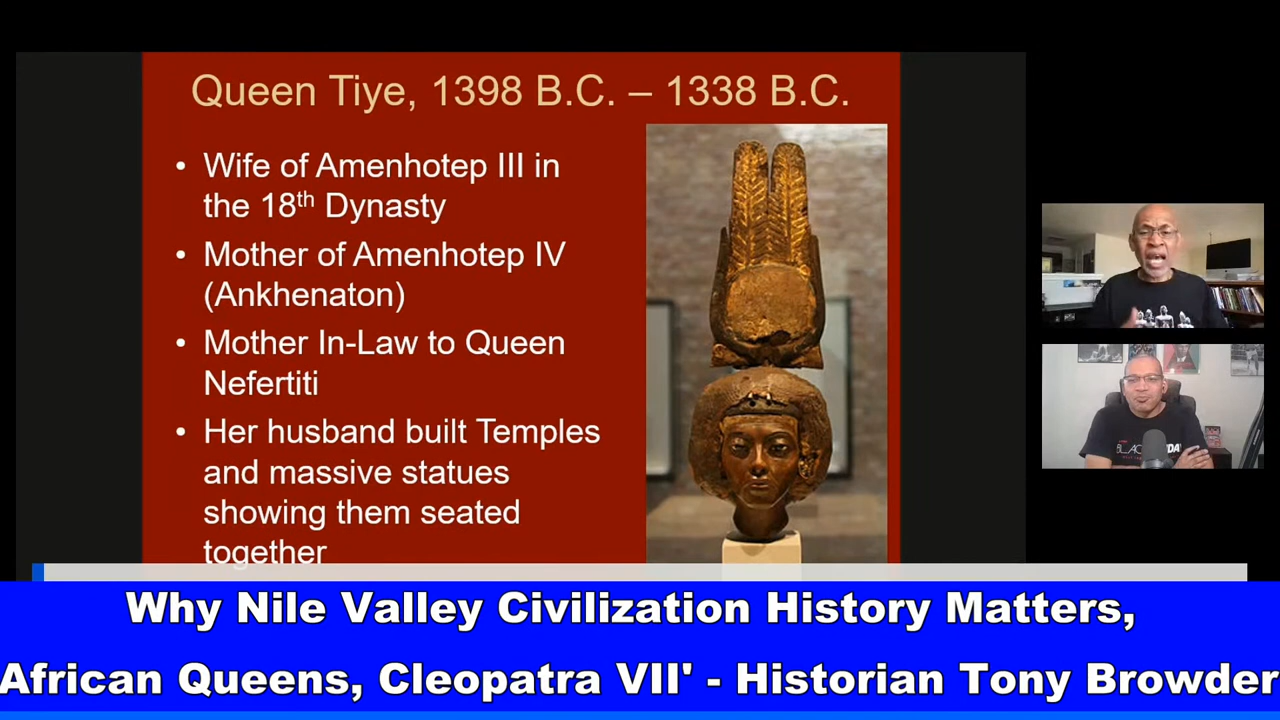 Queen Tiye, 1398 B.C. – 1338 B.C.
• Wife of Amenhotep III in
the 18th Dynasty
• Mother of Amenhotep IV
(Ankhenaton)
• Mother In-Law to Queen
Nefertiti
• Her husband built Temples
and massive statues
showing them seated
together
Why Nile Valley Civilization History Matters,
African Queens, Cleopatra VII' - Historian Tony Browder